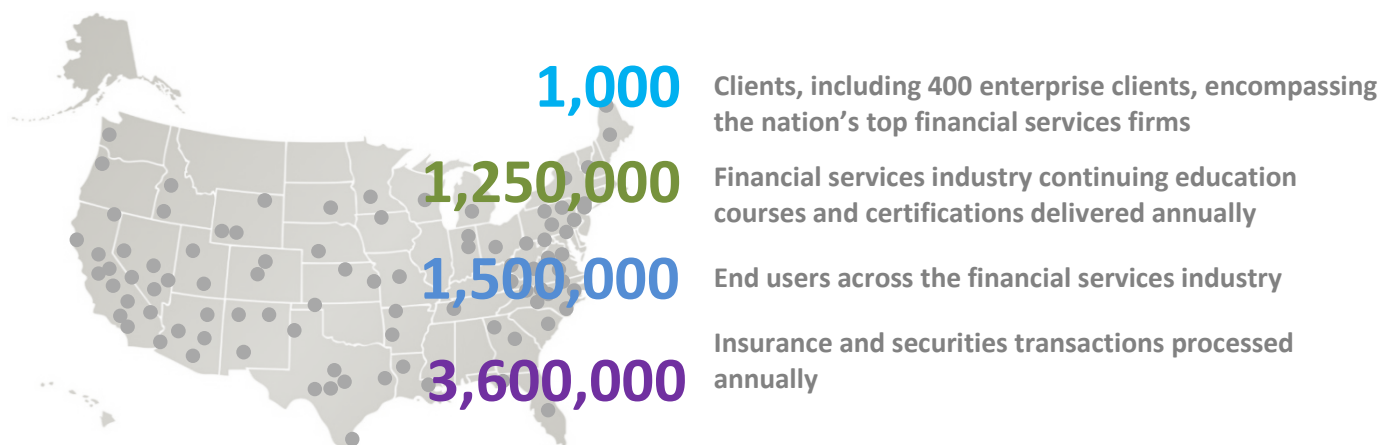 1,000
Clients, including 400 enterprise clients, encompassing
the nation’s top financial services firms
1,250,000
Financial services industry continuing education
courses and certifications delivered annually
1,500,000
End users across the financial services industry
3,600,000
Insurance and securities transactions processed
annually